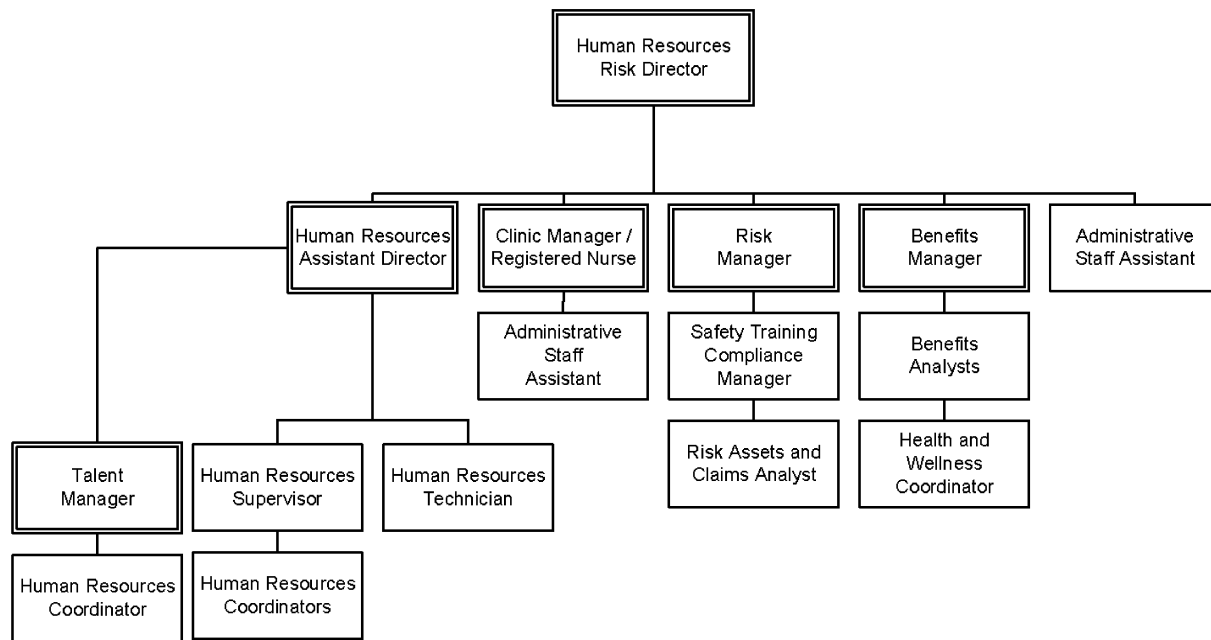 Human Resources
Risk Director
Human Resources
Assistant Director
Clinic Manager /
Registered Nurse
Risk
Manager
Benefits
Manager
Administrative
Staff Assistant
Administrative
Staff
Assistant
Safety Training
Compliance
Manager
Benefits
Analysts
Talent
Manager
Human Resources
Supervisor
Human Resources
Technician
Risk Assets and
Claims Analyst
Health and
Wellness
Coordinator
Human Resources
Coordinator
Human Resources
Coordinators